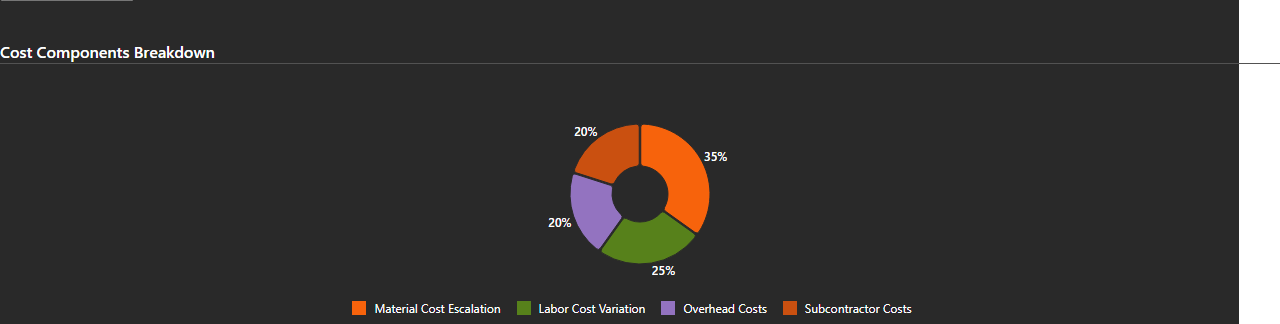 Cost Components Breakdown
20%
35%
20%
25%
Material Cost Escalation
Labor Cost Variation
Overhead Costs
Subcontractor Costs